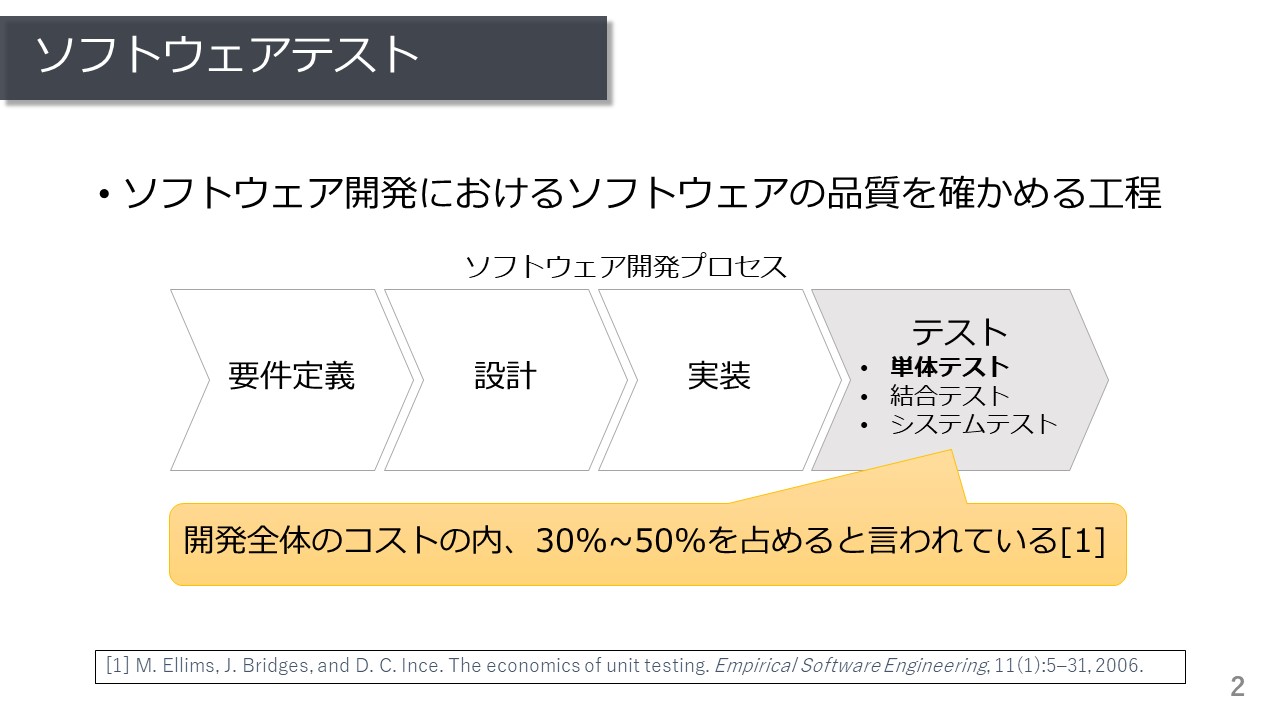 ソフトウェアテスト
• ソフトウェア開発におけるソフトウェアの品質を確かめる工程
ソフトウェア開発プロセス
要件定義
設計
実装
テスト
• 単体テスト
• 結合テスト
• システムテスト
開発全体のコストの内、30%~50%を占めると言われている[1]
[1] M. Ellims, J. Bridges, and D. C. Ince. The economics of unit testing. Empirical Software Engineering, 11(1):5–31, 2006.
2